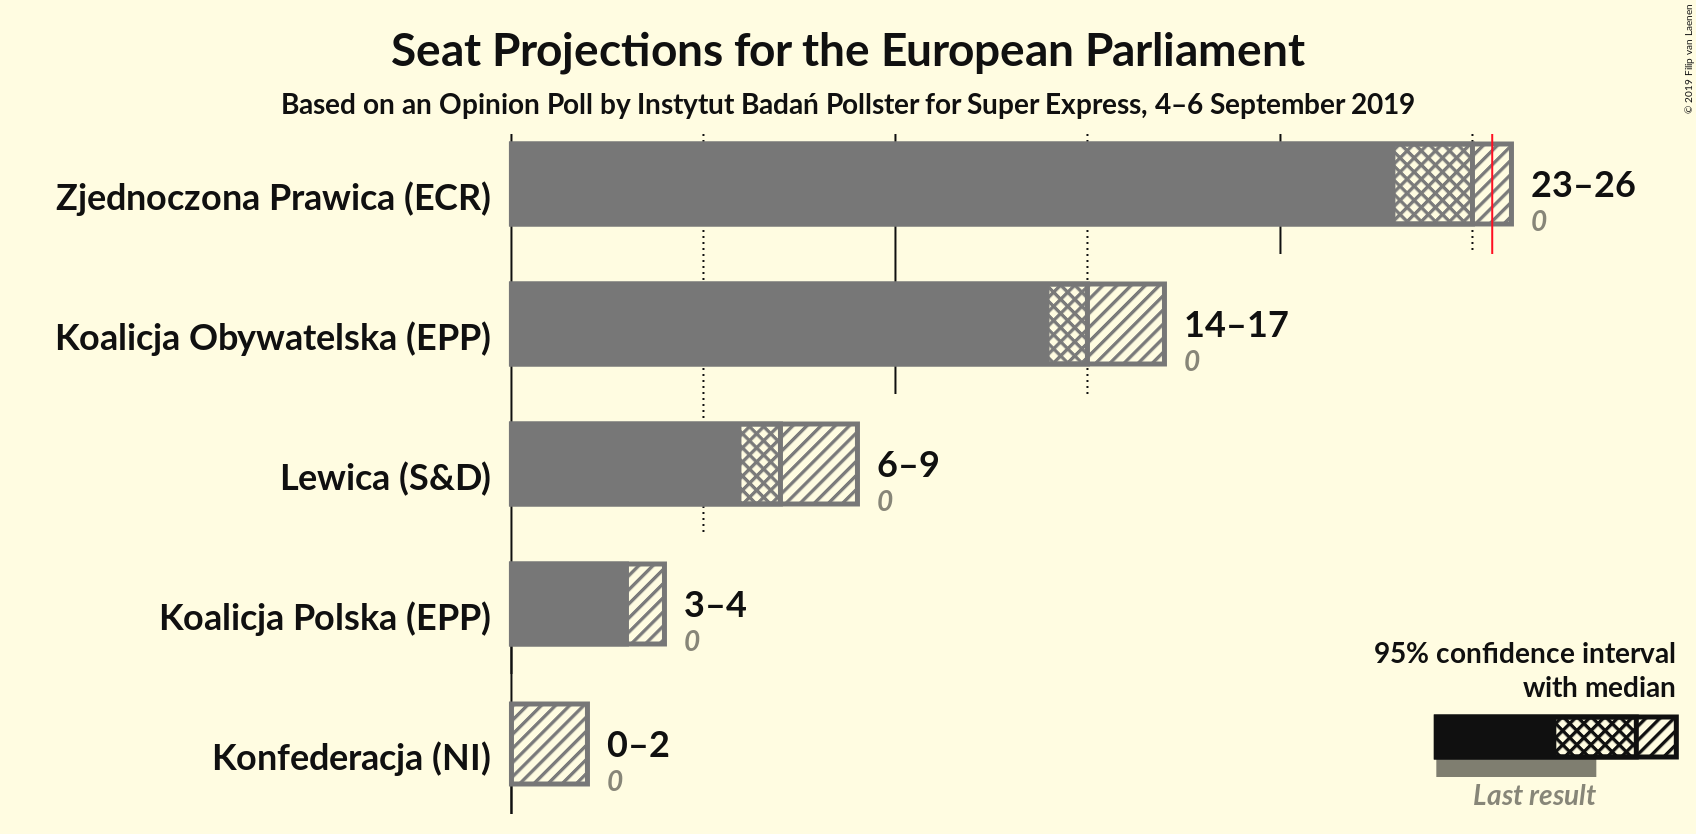 Seat Projections for the European Parliament
Based on an Opinion Poll by Instytut Badań Pollster for Super Express, 4–6 September 2019
© 2019 Filip van Laenen
Zjednoczona Prawica (ECR)
23–26
0
Koalicja Obywatelska (EPP)
14–17
0
Lewica (S&D)
6–9
0
Koalicja Polska (EPP)
3–4
0
Konfederacja (NI)
0–2
0
95% confidence interval
with median
Last result